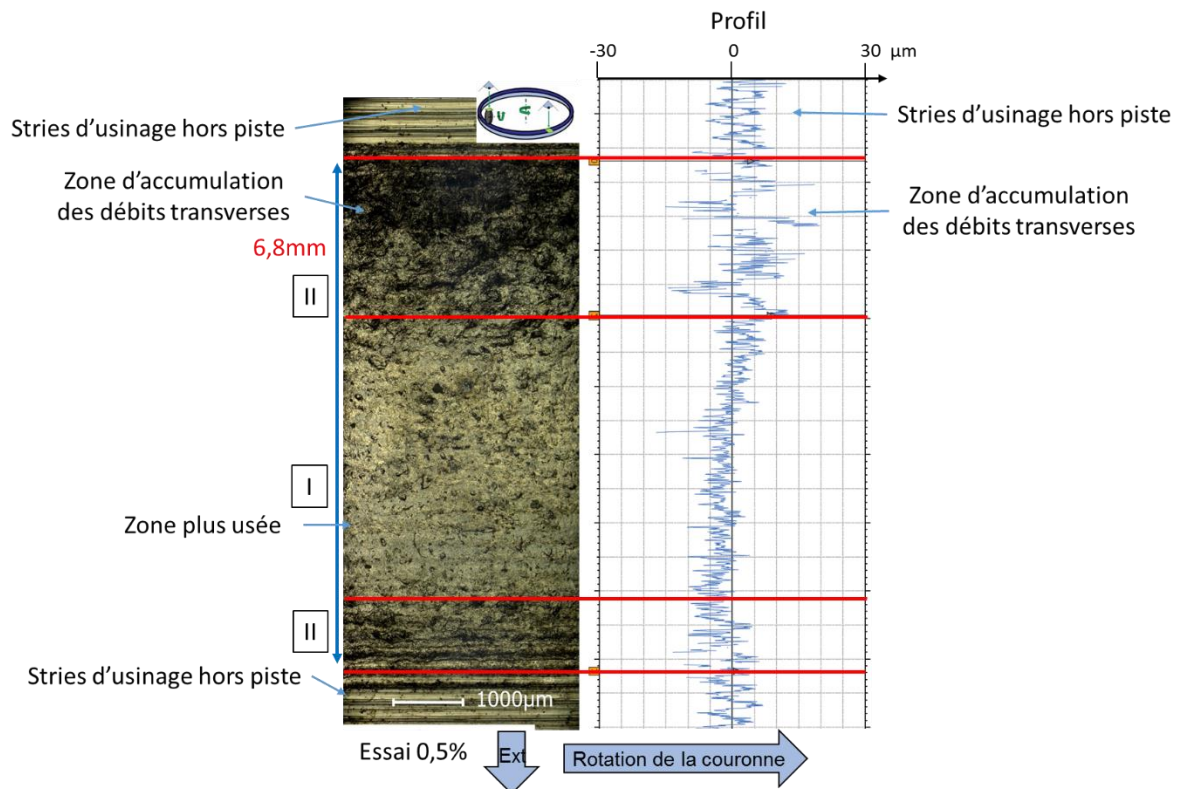 Profil
-30
0
30
µm
Stries d'usinage hors piste
Stries d'usinage hors piste
Zone d'accumulation
des débits transverses
Zone d'accumulation
des débits transverses
6,8mm
II
I
Zone plus usée
II
Stries d'usinage hors piste
1000µm
Essai 0,5%
Ext
Rotation de la couronne